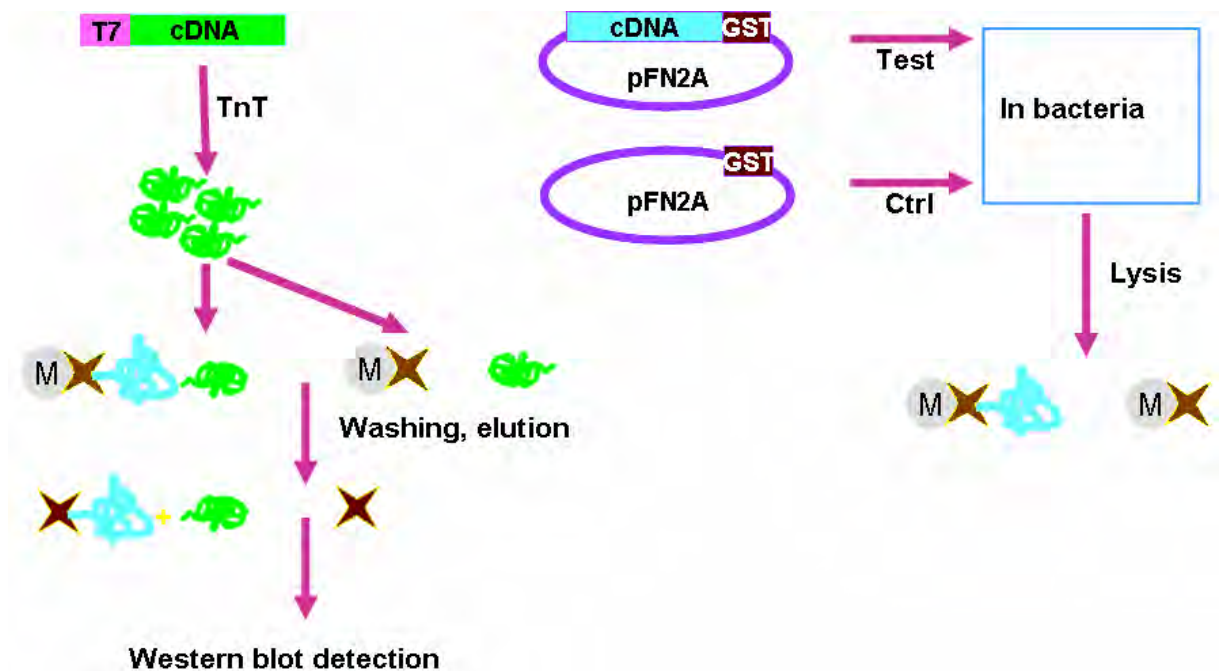 T7 cDNA
TnT
M
M
Washing, elution
Western blot detection
cDNA GST
pFN2A
Test
GST
pFN2A
Ctrl
In bacteria
Lysis
M
M